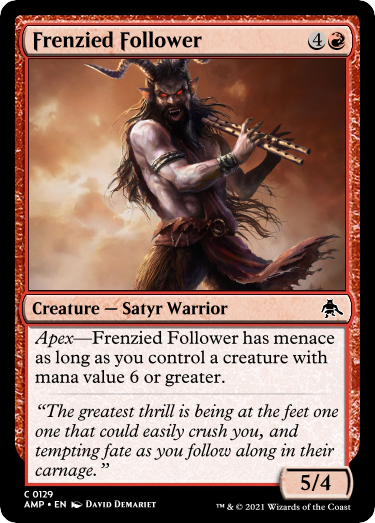 Frenzied Follower 4
Creature — Satyr Warrior
Apex—Frenzied Follower has menace
as long as you control a creature with
mana value 6 or greater.
“The greatest thrill is being at the feet one
one that could easily crush you, and
tempting fate as you follow along in their
carnage.”
5/4
C 0129
AMP • EN DAVID DEMARIET
™ & © 2021 Wizards of the Coast